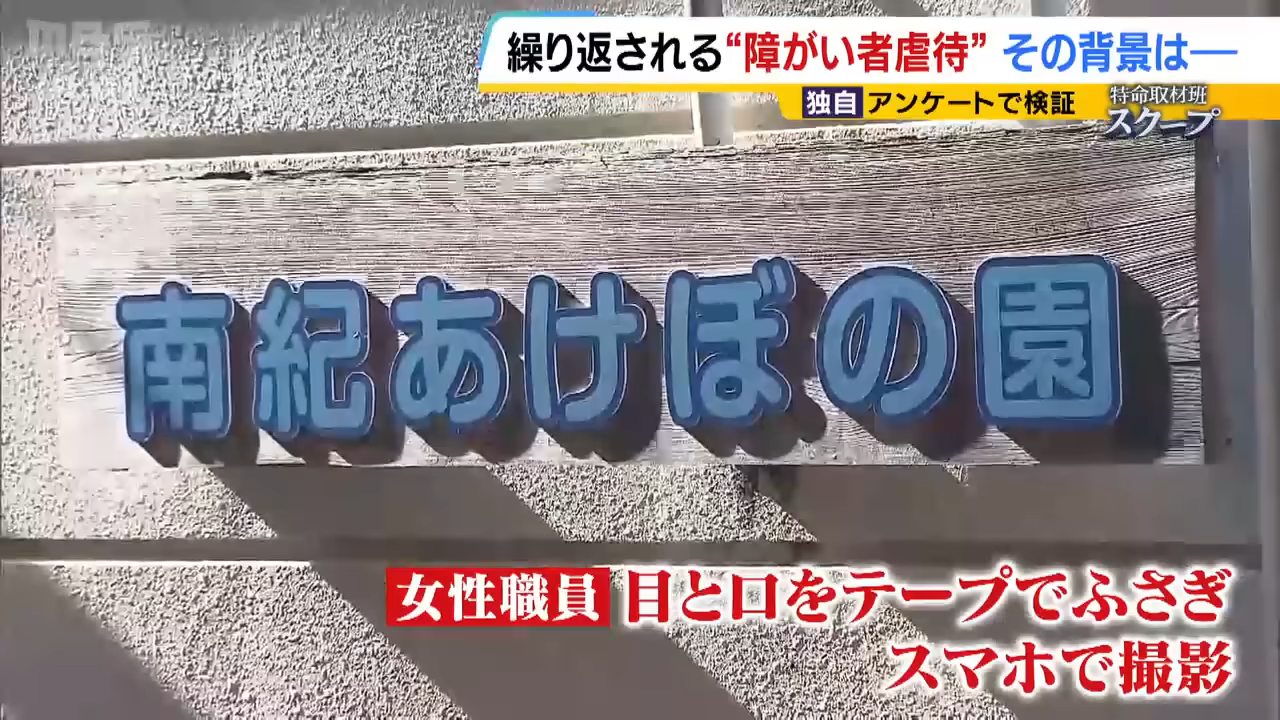 繰り返される“障がい者虐待” その背景は―
独自 アンケートで検証
特命取材班
スクープ
南紀あけぼの園
女性職員 目と口をテープでふさぎ
スマホで撮影